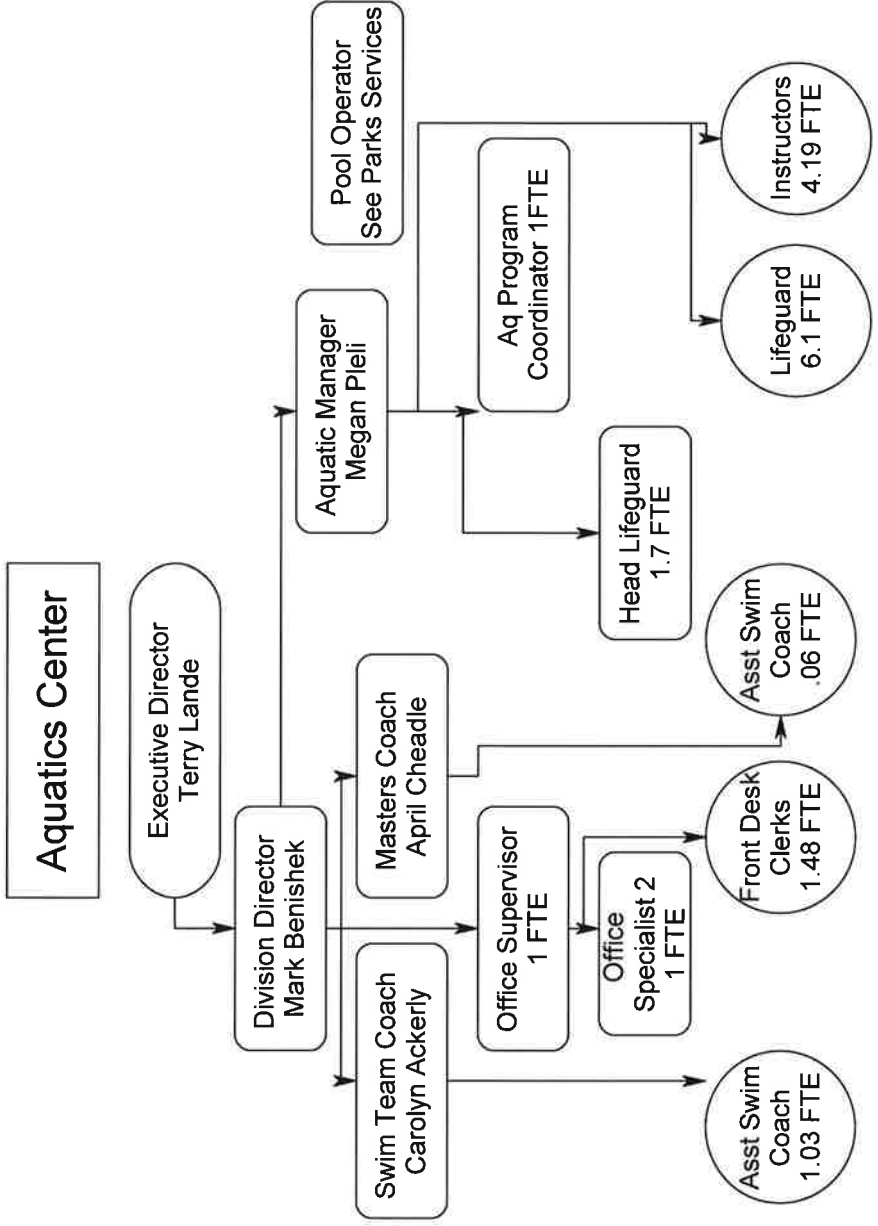 Aquatics Center
Executive Director
Terry Lande
Division Director
Mark Benishek
Aquatic Manager
Megan Pleli
Pool Operator
See Parks Services
Swim Team Coach
Carolyn Ackerly
Masters Coach
April Cheadle
Office Supervisor
1 FTE
Aq Program
Coordinator 1FTE
Office
Specialist 2
1 FTE
Head Lifeguard
1.7 FTE
Asst Swim
Coach
1.03 FTE
Front Desk
Clerks
1.48 FTE
Asst Swim
Coach
.06 FTE
Lifeguard
6.1 FTE
Instructors
4.19 FTE